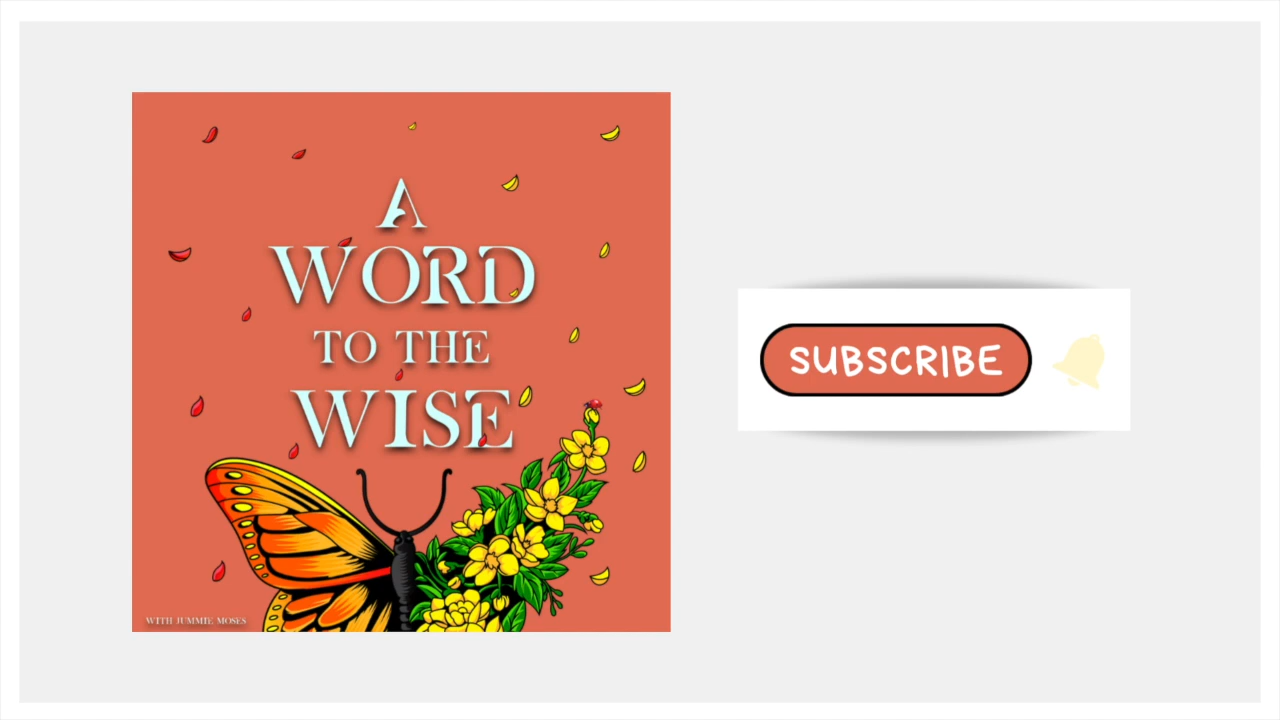 A
WORD
TO THE
WISE
WITH JUMMIE MOSES
SUBSCRIBE